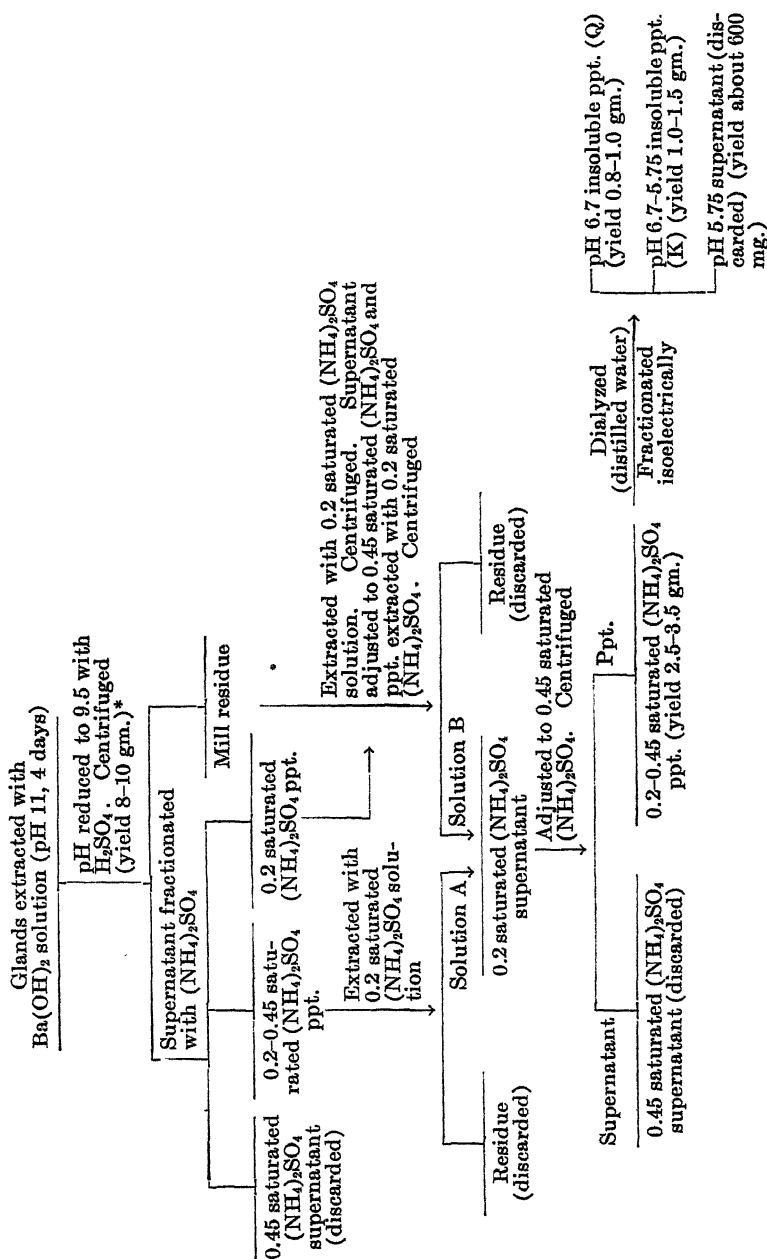 Glands extracted with
Ba(OH)₂ solution (pH 11, 4 days)
pH reduced to 9.5 with
H₂SO₄. Centrifuged
(yield 8–10 gm.)*
Supernatant fractionated
with (NH₄)₂SO₄
Mill residue
0.45 saturated
(NH₄)₂SO₄
supernatant
(discarded)
0.2–0.45 satu-
rated (NH₄)₂SO₄
ppt.
0.2 saturated
(NH₄)₂SO₄ ppt.
Extracted with
0.2 saturated
(NH₄)₂SO₄ solu-
tion
Extracted with 0.2 saturated (NH₄)₂SO₄
solution. Centrifuged. Supernatant
adjusted to 0.45 saturated (NH₄)₂SO₄ and
ppt. extracted with 0.2 saturated
(NH₄)₂SO₄. Centrifuged
Residue
(discarded)
Solution A
Solution B
Residue
(discarded)
0.2 saturated (NH₄)₂SO₄
supernatant
Adjusted to 0.45 saturated
(NH₄)₂SO₄. Centrifuged
Supernatant
0.45 saturated (NH₄)₂SO₄
supernatant (discarded)
Ppt.
0.2–0.45 saturated (NH₄)₂SO₄
ppt. (yield 2.5–3.5 gm.)
Dialyzed
(distilled water)
Fractionated
isoelectrically
pH 6.7 insoluble ppt. (Q)
(yield 0.8–1.0 gm.)
pH 6.7–5.75 insoluble ppt.
(K) (yield 1.0–1.5 gm.)
pH 5.75 supernatant (dis-
carded) (yield about 600
mg.)